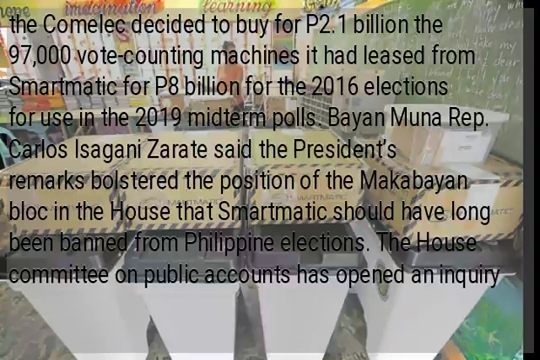 hope imagination learning
the Comelec decided to buy for P2.1 billion the
97,000 vote-counting machines it had leased from
Smartmatic for P8 billion for the 2016 elections
for use in the 2019 midterm polls. Bayan Muna Rep.
Carlos Isagani Zarate said the President's
remarks bolstered the position of the Makabayan
bloc in the House that Smartmatic should have long
been banned from Philippine elections. The House
committee on public accounts has opened an inquiry